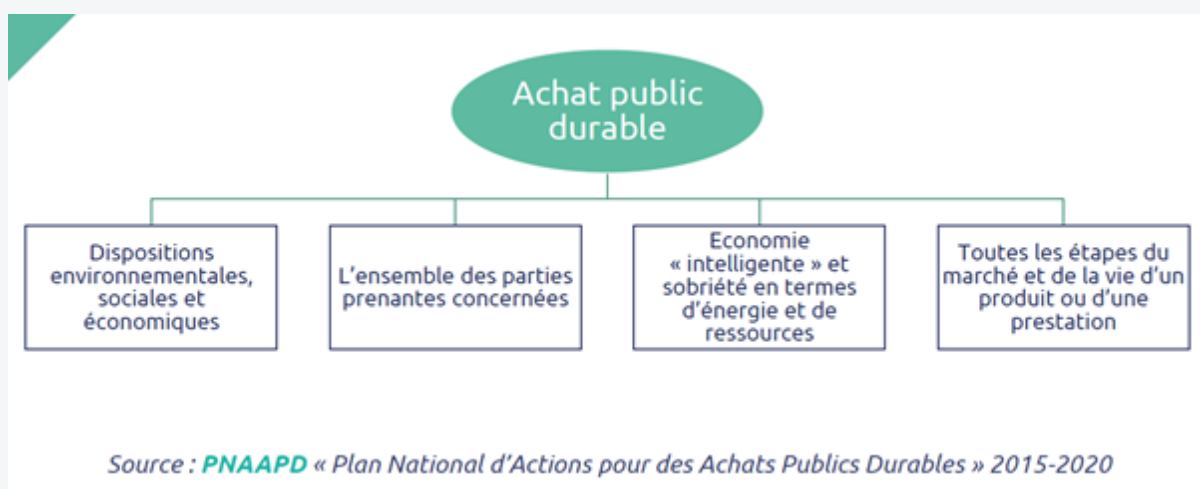 Achat public
durable
Dispositions
environnementales,
sociales et
économiques
L'ensemble des parties
prenantes concernées
Economie
« intelligente » et
sobriété en termes
d'énergie et de
ressources
Toutes les étapes du
marché et de la vie d'un
produit ou d'une
prestation
Source : PNAAPD « Plan National d'Actions pour des Achats Publics Durables » 2015-2020